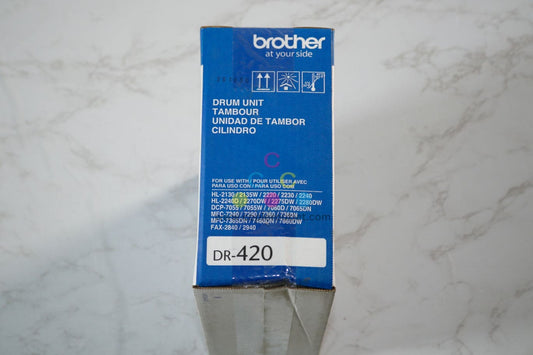 brother
at your side
DRUM UNIT
TAMBOUR
UNIDAD DE TAMBOR
CILINDRO
FOR USE WITH / POUR UTILISER AVEC
PARA USO CON / PARA USO COM
HL-2130 / 2135W / 2220 / 2230 / 2240
HL-2240D / 2270DW / 2275DW / 2280DW
DCP-7055 / 7055W / 7060D / 7065DN
MFC-7240 / 7290 / 7360 / 7360N
MFC-7365DN / 7460DN / 7860DW
FAX-2840 / 2940
DR-420